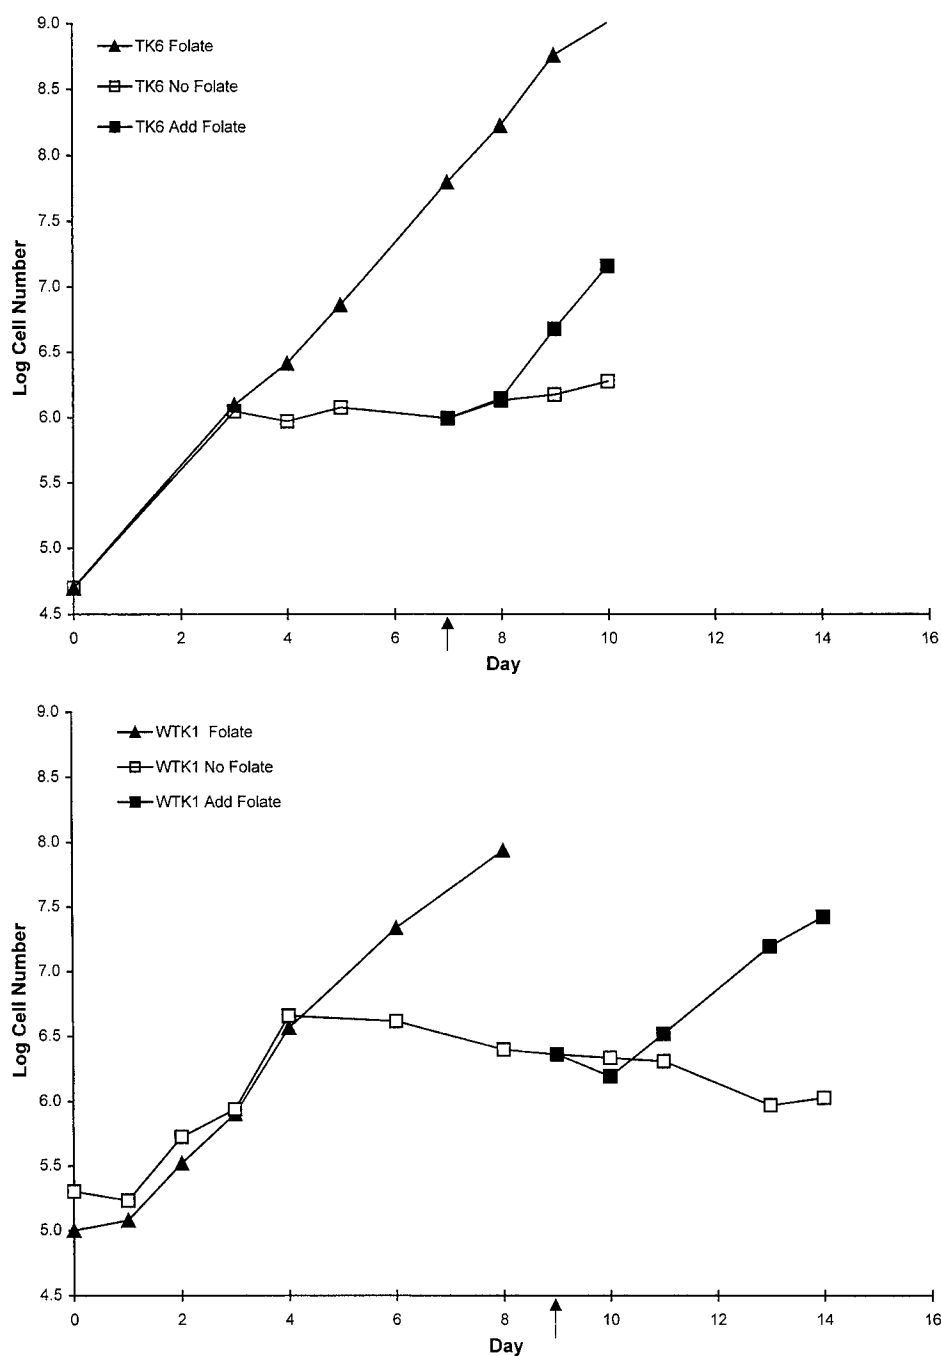 9.0
8.5
8.0
7.5
7.0
6.5
6.0
5.5
5.0
4.5
Log Cell Number
TK6 Folate
TK6 No Folate
TK6 Add Folate
0 2 4 6 8 10 12 14 16
Day
9.0
8.5
8.0
7.5
7.0
6.5
6.0
5.5
5.0
4.5
Log Cell Number
WTK1 Folate
WTK1 No Folate
WTK1 Add Folate
0 2 4 6 8 10 12 14 16
Day